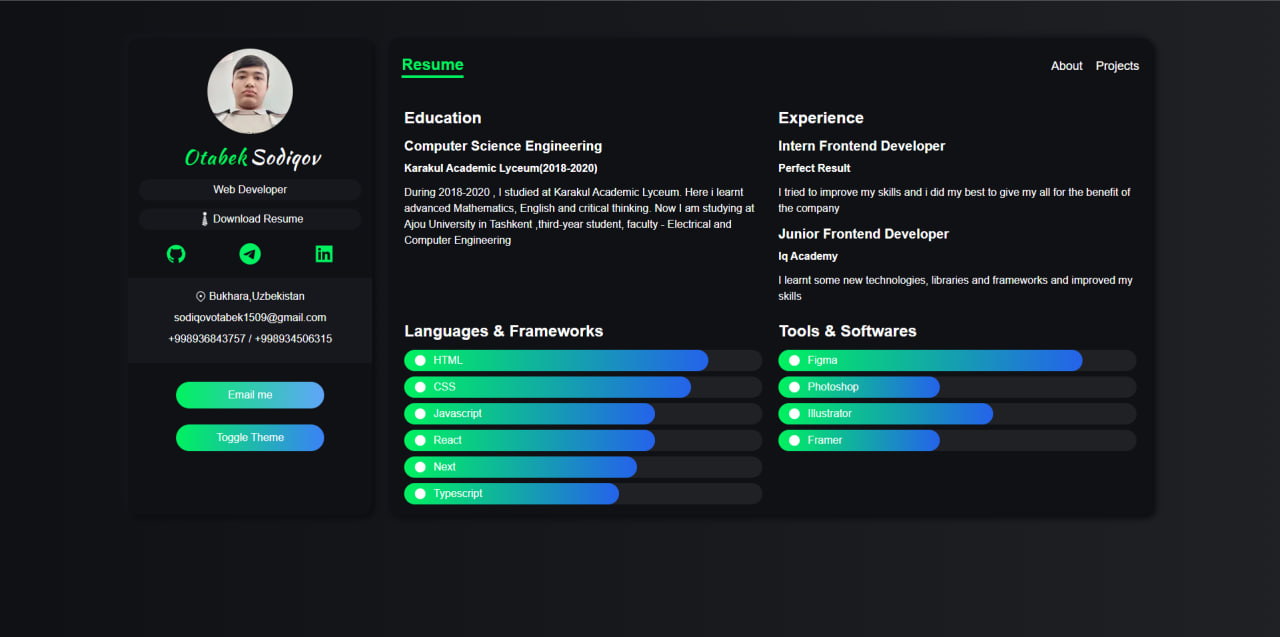 Otabek Sodiqov
Web Developer
Download Resume
in
Bukhara,Uzbekistan
sodiqovotabek1509@gmail.com
+998936843757 / +998934506315
Email me
Toggle Theme
Resume
About
Projects
Education
Computer Science Engineering
Karakul Academic Lyceum(2018-2020)
During 2018-2020 , I studied at Karakul Academic Lyceum. Here i learnt
advanced Mathematics, English and critical thinking. Now I am studying at
Ajou University in Tashkent ,third-year student, faculty - Electrical and
Computer Engineering
Experience
Intern Frontend Developer
Perfect Result
I tried to improve my skills and i did my best to give my all for the benefit of
the company
Junior Frontend Developer
Iq Academy
I learnt some new technologies, libraries and frameworks and improved my
skills
Languages & Frameworks
HTML
CSS
Javascript
React
Next
Typescript
Tools & Softwares
Figma
Photoshop
Illustrator
Framer